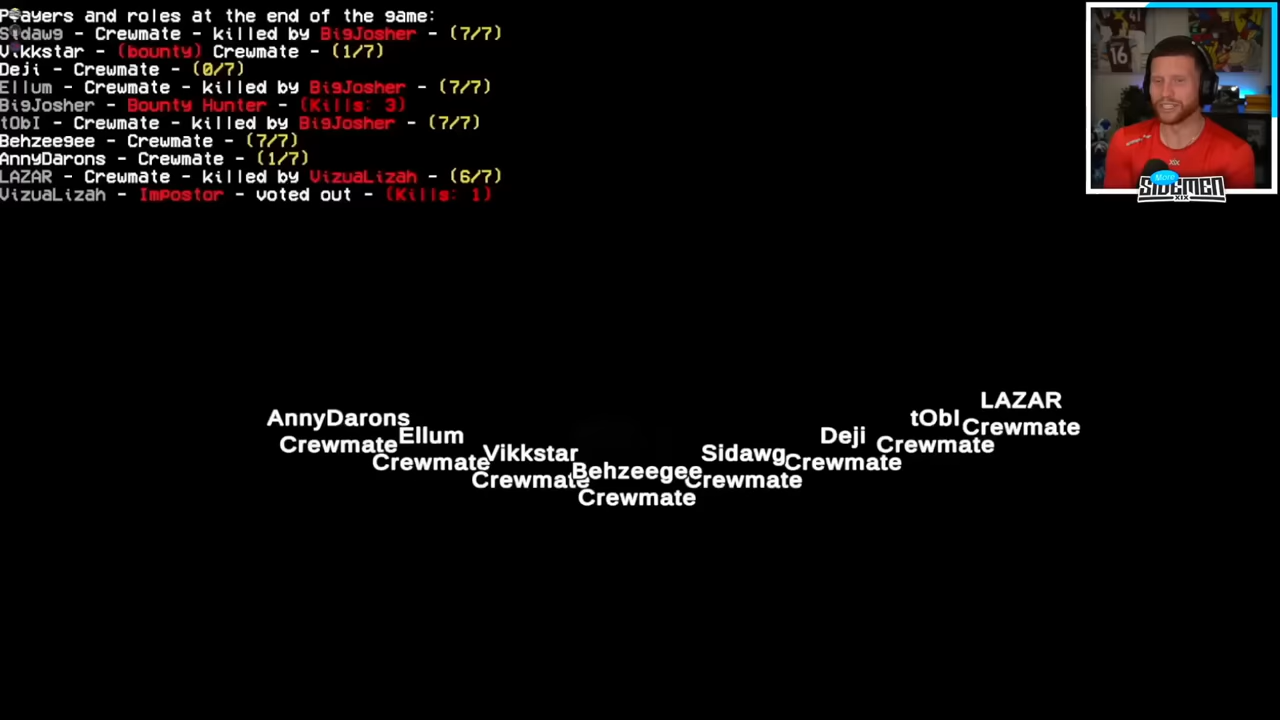 Players and roles at the end of the game:
Sidawg - Crewmate - killed by BigJosher - (7/7)
Vikkstar - (bounty) Crewmate - (1/7)
Deji - Crewmate - (0/7)
Ellum - Crewmate - killed by BigJosher - (7/7)
BigJosher - Bounty Hunter - (Kills: 3)
tObI - Crewmate - killed by BigJosher - (7/7)
Behzeegee - Crewmate - (7/7)
AnnyDarons - Crewmate - (1/7)
LAZAR - Crewmate - killed by VizuaLizah - (6/7)
VizuaLizah - Impostor - voted out - (Kills: 1)
16
XIX
More
SIDEMEN
XIX
AnnyDarons
Crewmate
Ellum
Crewmate
Vikkstar
Crewmate
Behzeegee
Crewmate
Sidawg
Crewmate
Deji
Crewmate
tObI
Crewmate
LAZAR
Crewmate